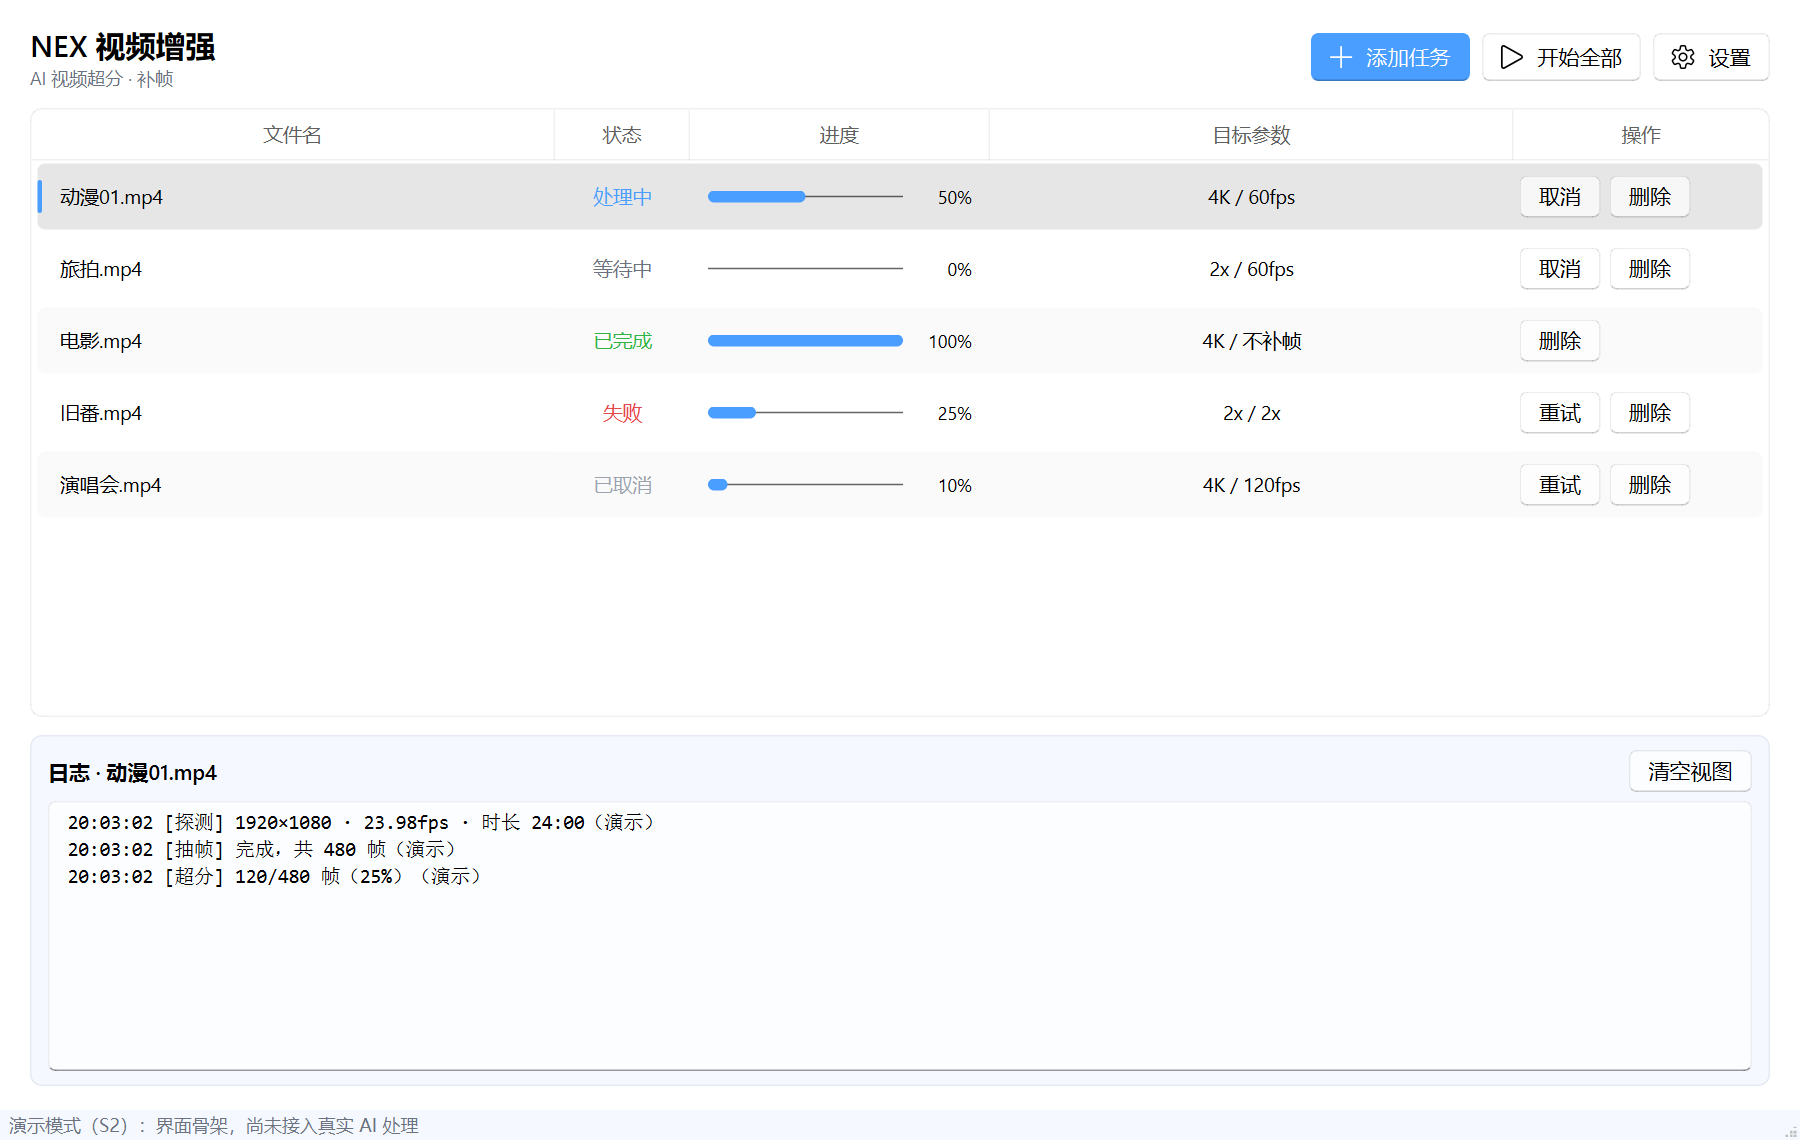 NEX 视频增强
AI 视频超分 · 补帧
添加任务 开始全部 设置
文件名 状态 进度 目标参数 操作
动漫01.mp4 处理中 50% 4K / 60fps 取消 删除
旅拍.mp4 等待中 0% 2x / 60fps 取消 删除
电影.mp4 已完成 100% 4K / 不补帧 删除
旧番.mp4 失败 25% 2x / 2x 重试 删除
演唱会.mp4 已取消 10% 4K / 120fps 重试 删除
日志 · 动漫01.mp4 清空视图
20:03:02 [探测] 1920×1080 · 23.98fps · 时长 24:00（演示）
20:03:02 [抽帧] 完成，共 480 帧（演示）
20:03:02 [超分] 120/480 帧（25%）（演示）
演示模式（S2）：界面骨架，尚未接入真实 AI 处理